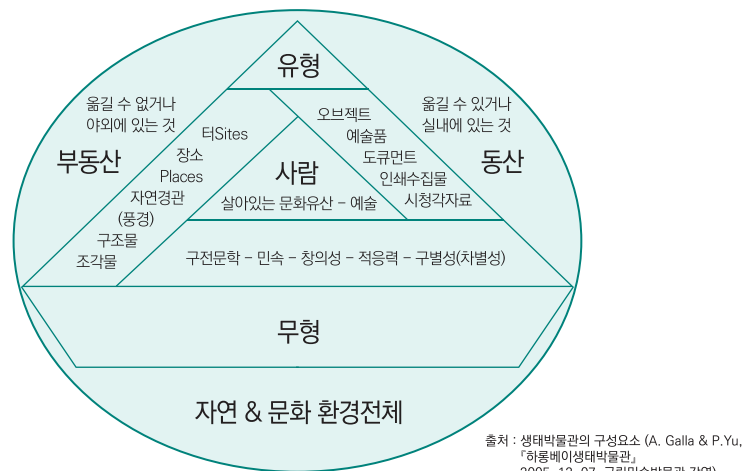 유형
옮길 수 없거나
야외에 있는 것
부동산
옮길 수 있거나
실내에 있는 것
동산
터Sites
장소
Places
자연경관
(풍경)
구조물
조각물
오브젝트
예술품
도큐먼트
인쇄수집물
시청각자료
사람
살아있는 문화유산 – 예술
구전문학 – 민속 – 창의성 – 적응력 – 구별성(차별성)
무형
자연 & 문화 환경전체
출처 : 생태박물관의 구성요소 (A. Galla & P.Yu,
『하롱베이생태박물관』